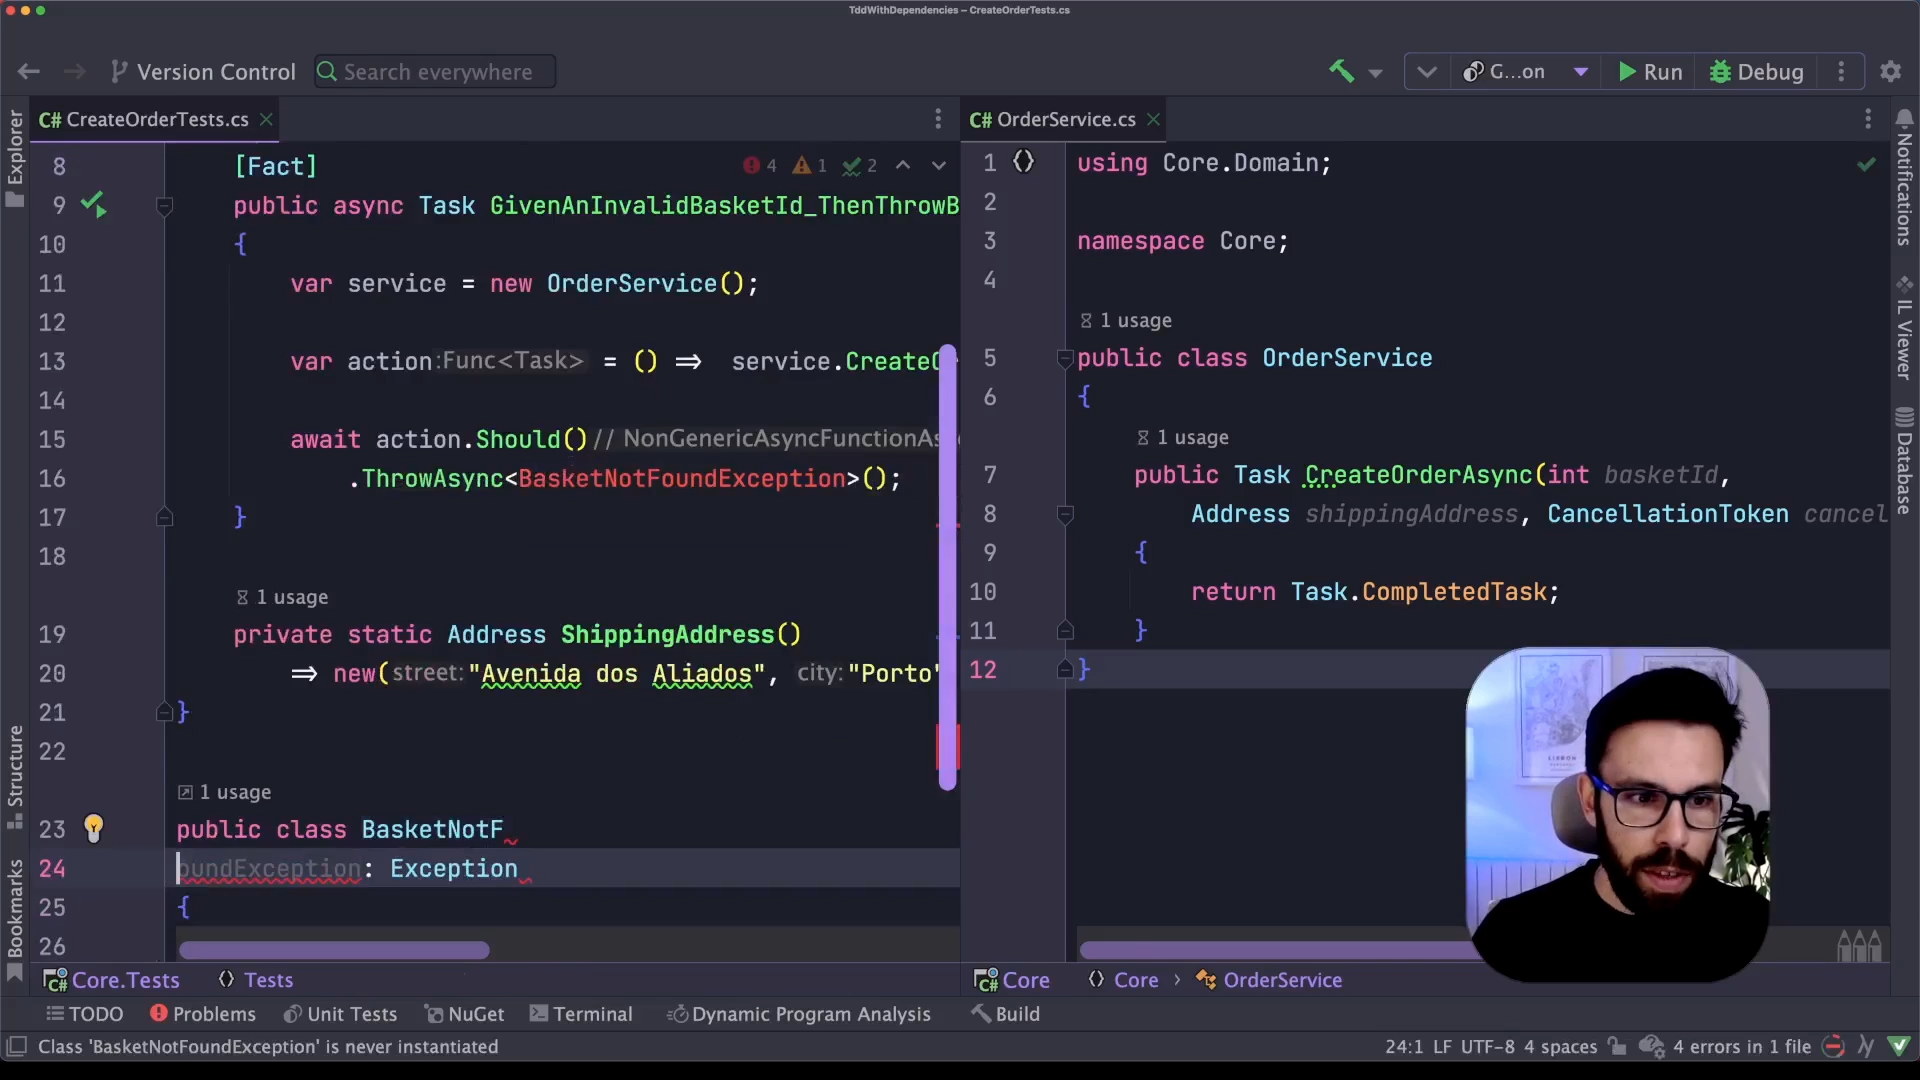 TddWithDependencies – CreateOrderTests.cs
Version Control
Search everywhere
G...on
Run
Debug
Explorer
C# CreateOrderTests.cs
8 [Fact]
4 1 2
9 public async Task GivenAnInvalidBasketId_ThenThrowB
10 {
11 var service = new OrderService();
12
13 var action :Func<Task> = () => service.CreateO
14
15 await action.Should() // NonGenericAsyncFunctionAs
16 .ThrowAsync<BasketNotFoundException>();
17 }
18
1 usage
19 private static Address ShippingAddress()
20 => new( street: "Avenida dos Aliados", city: "Porto"
21 }
22
1 usage
23 public class BasketNotF
24 oundException: Exception
25 {
26
Structure
Bookmarks
C# OrderService.cs
1 using Core.Domain;
2
3 namespace Core;
4
1 usage
5 public class OrderService
6 {
1 usage
7 public Task CreateOrderAsync(int basketId,
8 Address shippingAddress, CancellationToken cancel
9 {
10 return Task.CompletedTask;
11 }
12 }
LISBON
Notifications
IL Viewer
Database
C# Core.Tests
Tests
C# Core
Core › OrderService
TODO
Problems
Unit Tests
NuGet
Terminal
Dynamic Program Analysis
Build
Class 'BasketNotFoundException' is never instantiated
24:1 LF UTF-8 4 spaces
4 errors in 1 file